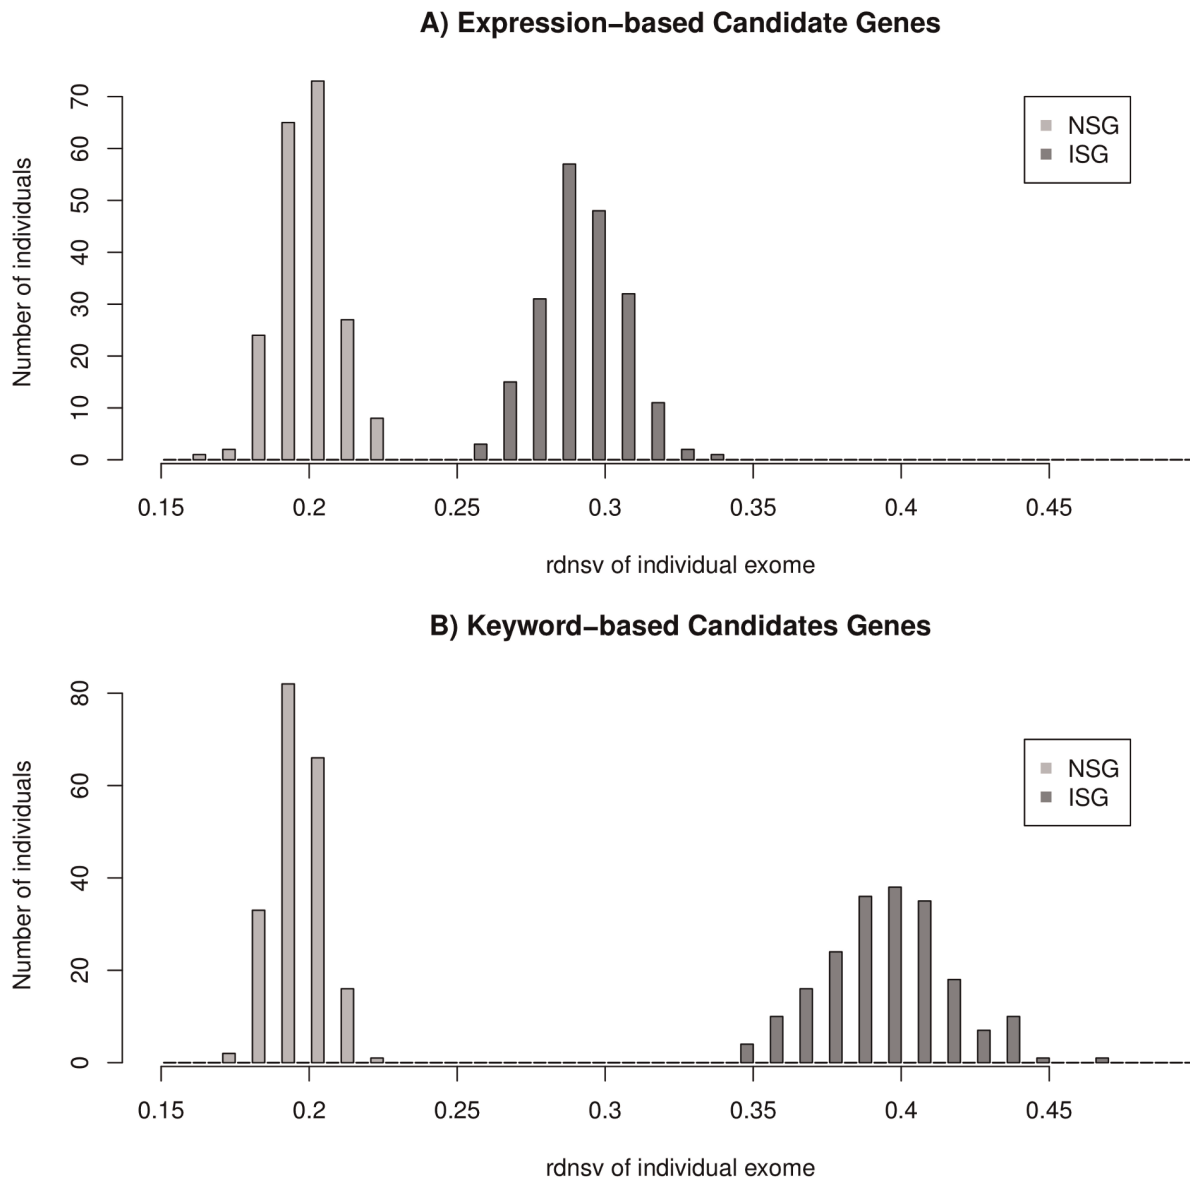 A) Expression−based Candidate Genes
70
60
50
40
30
20
10
0
Number of individuals
NSG
ISG
0.15 0.2 0.25 0.3 0.35 0.4 0.45
rdnsv of individual exome
B) Keyword−based Candidates Genes
80
60
40
20
0
Number of individuals
NSG
ISG
0.15 0.2 0.25 0.3 0.35 0.4 0.45
rdnsv of individual exome